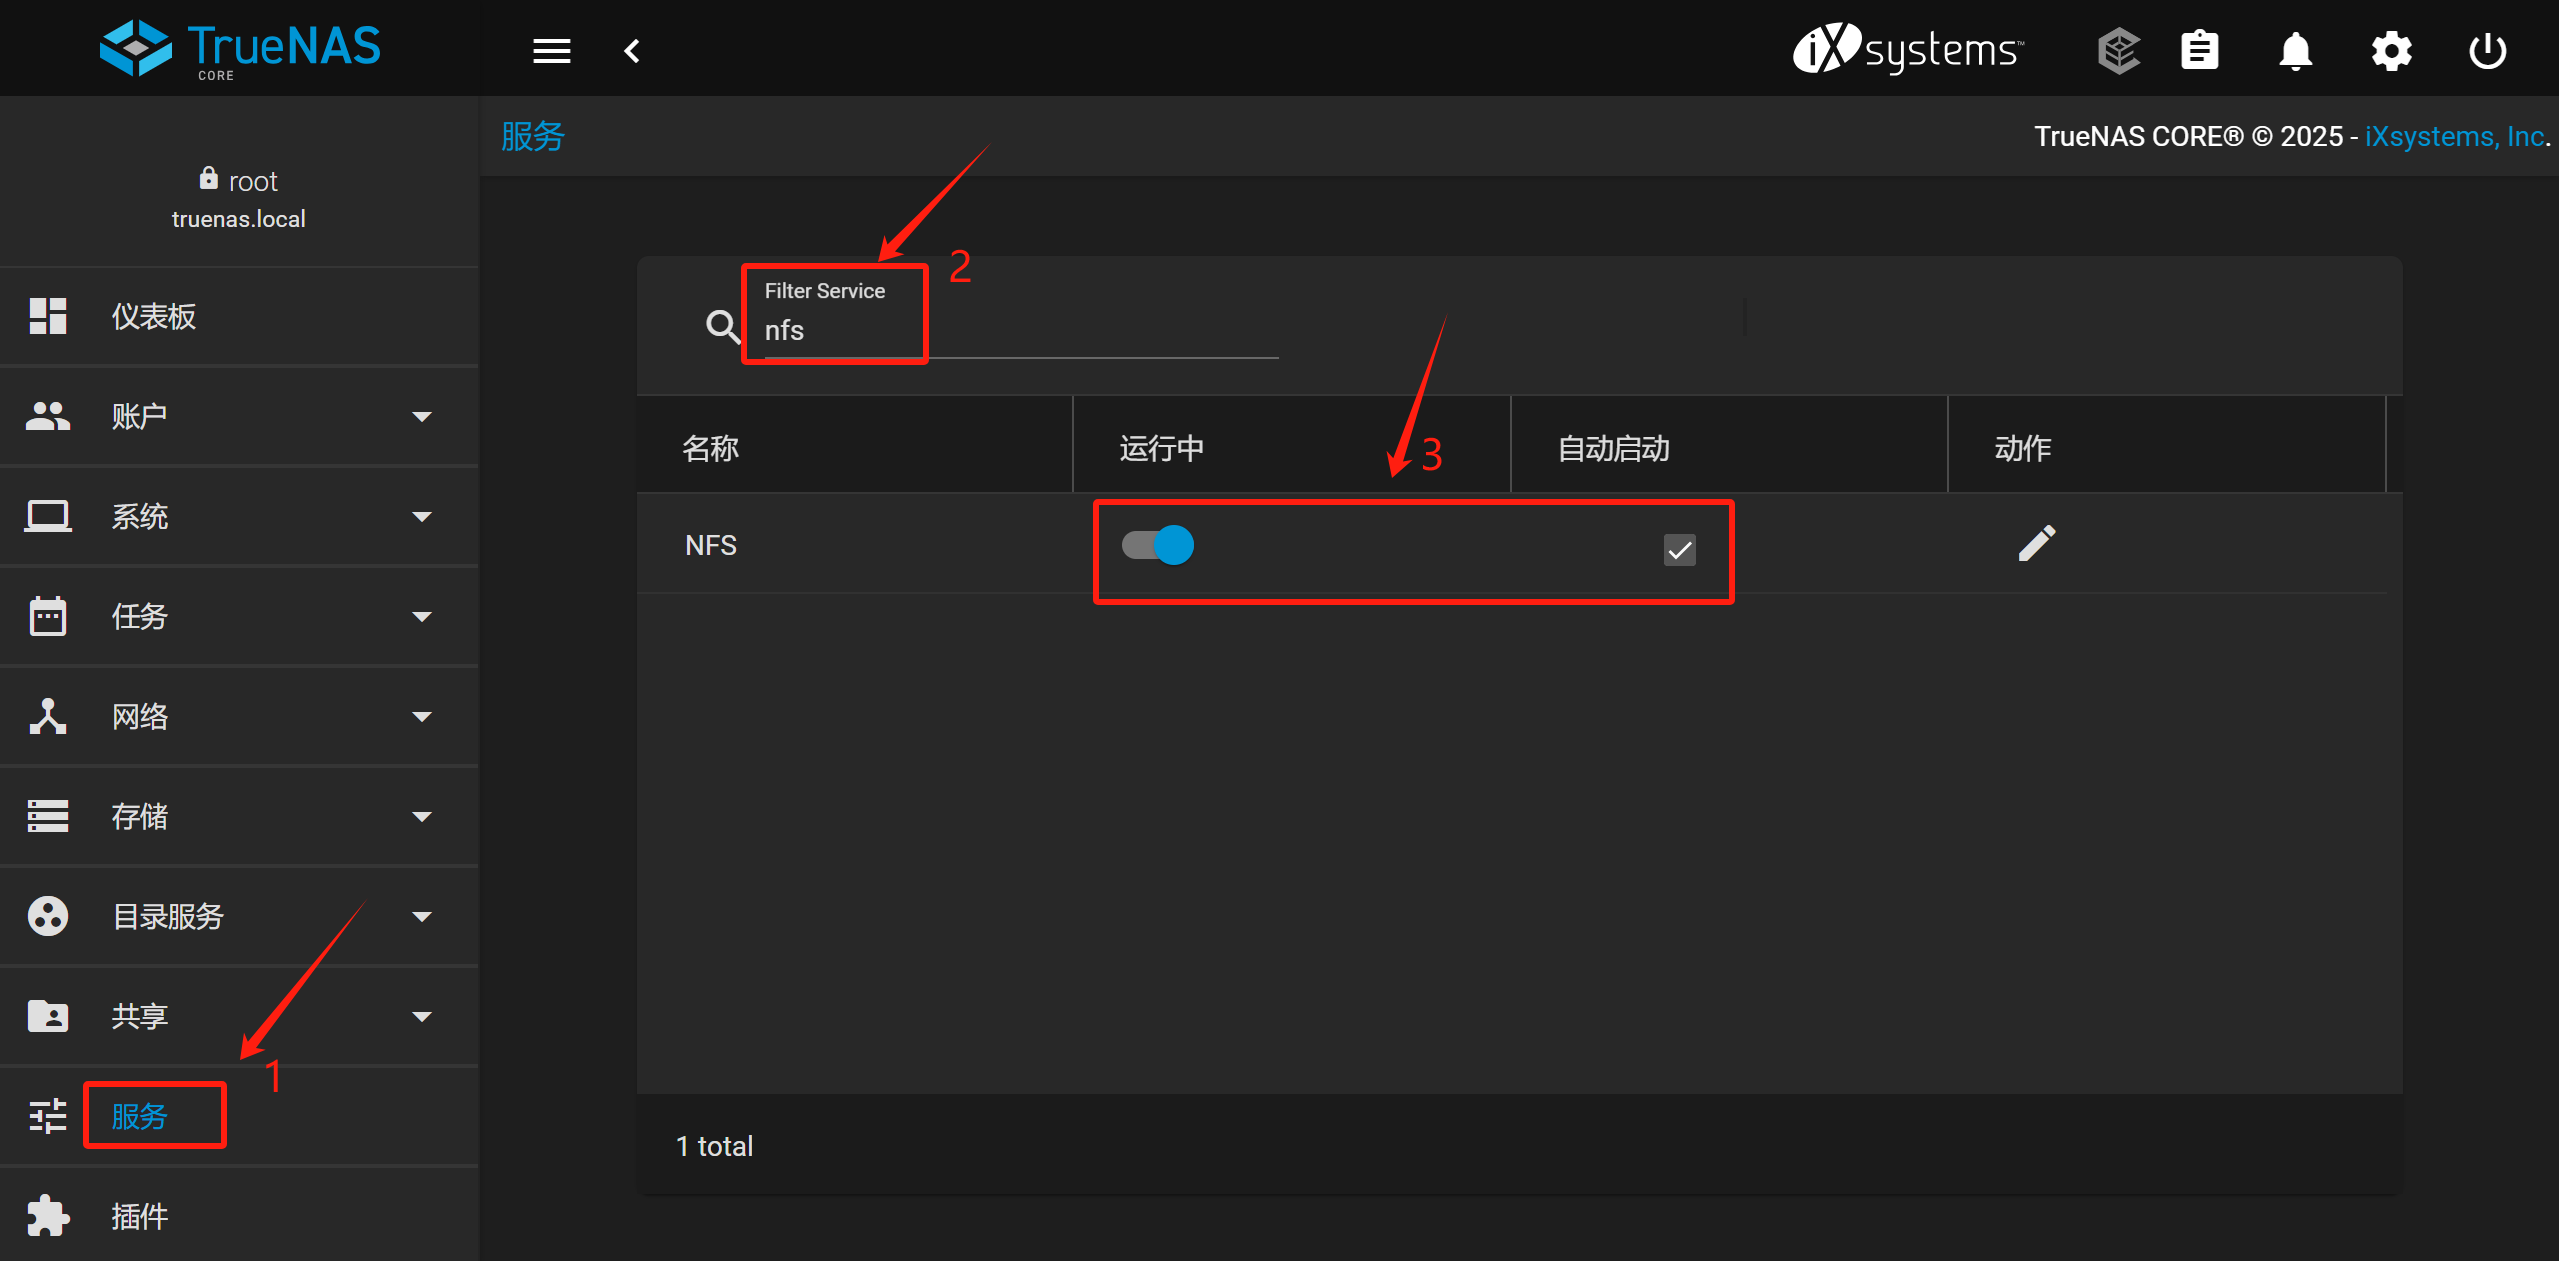 TrueNAS
CORE
iXsystems™
服务
TrueNAS CORE® © 2025 - iXsystems, Inc.
root
truenas.local
仪表板
账户
系统
任务
网络
存储
目录服务
共享
1
服务
插件
2
Filter Service
nfs
3
名称
运行中
自动启动
动作
NFS
1 total